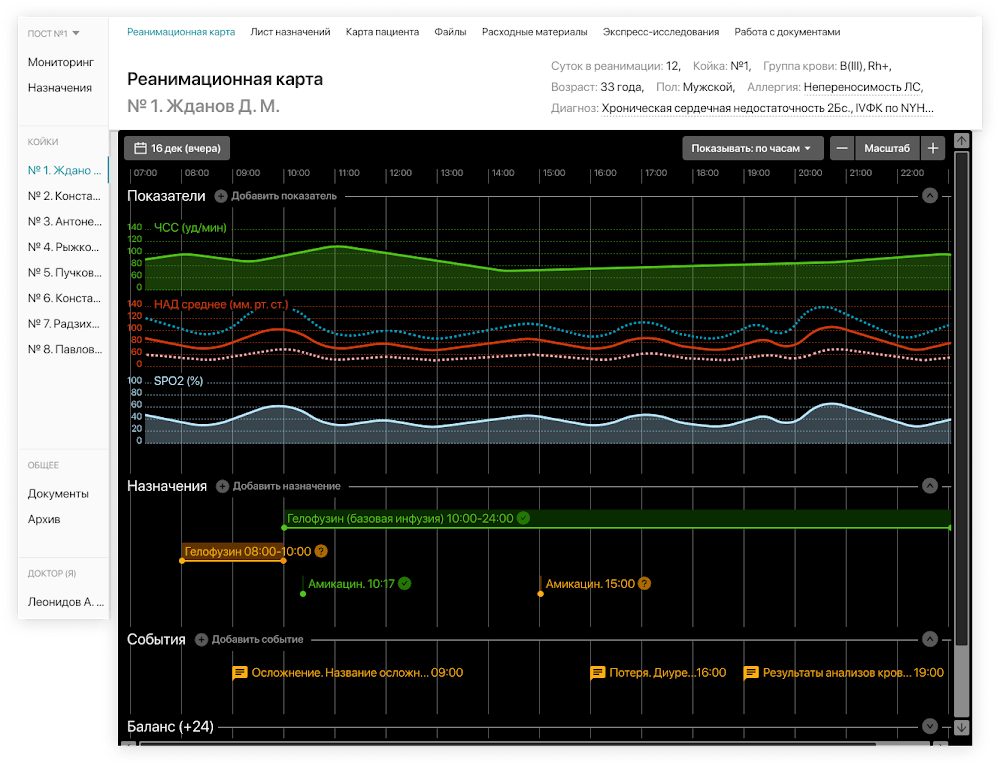 ПОСТ №1
Мониторинг
Назначения
КОЙКИ
№ 1. Ждано ...
№ 2. Конста...
№ 3. Антоне...
№ 4. Рыжко...
№ 5. Пучков...
№ 6. Конста...
№ 7. Радзих...
№ 8. Павлов...
ОБЩЕЕ
Документы
Архив
ДОКТОР (Я)
Леонидов А. ...
Реанимационная карта Лист назначений Карта пациента Файлы Расходные материалы Экспресс-исследования Работа с документами
Реанимационная карта
№ 1. Жданов Д. М.
Суток в реанимации: 12, Койка: №1, Группа крови: B(III), Rh+,
Возраст: 33 года, Пол: Мужской, Аллергия: Непереносимость ЛС,
Диагноз: Хроническая сердечная недостаточность 2Бс., IVФК по NYH...
16 дек (вчера) Показывать: по часам — Масштаб +
07:00 08:00 09:00 10:00 11:00 12:00 13:00 14:00 15:00 16:00 17:00 18:00 19:00 20:00 21:00 22:00
Показатели + Добавить показатель
140 ЧСС (уд/мин)
120
100
80
60
0
140 НАД среднее (мм. рт. ст.)
120
100
80
60
0
100 SPO2 (%)
80
60
40
20
0
Назначения + Добавить назначение
Гелофузин (базовая инфузия) 10:00-24:00
Гелофузин 08:00-10:00 ?
Амикацин. 10:17 Амикацин. 15:00 ?
События + Добавить событие
Осложнение. Название осложн... 09:00 Потеря. Диуре...16:00 Результаты анализов кров... 19:00
Баланс (+24)